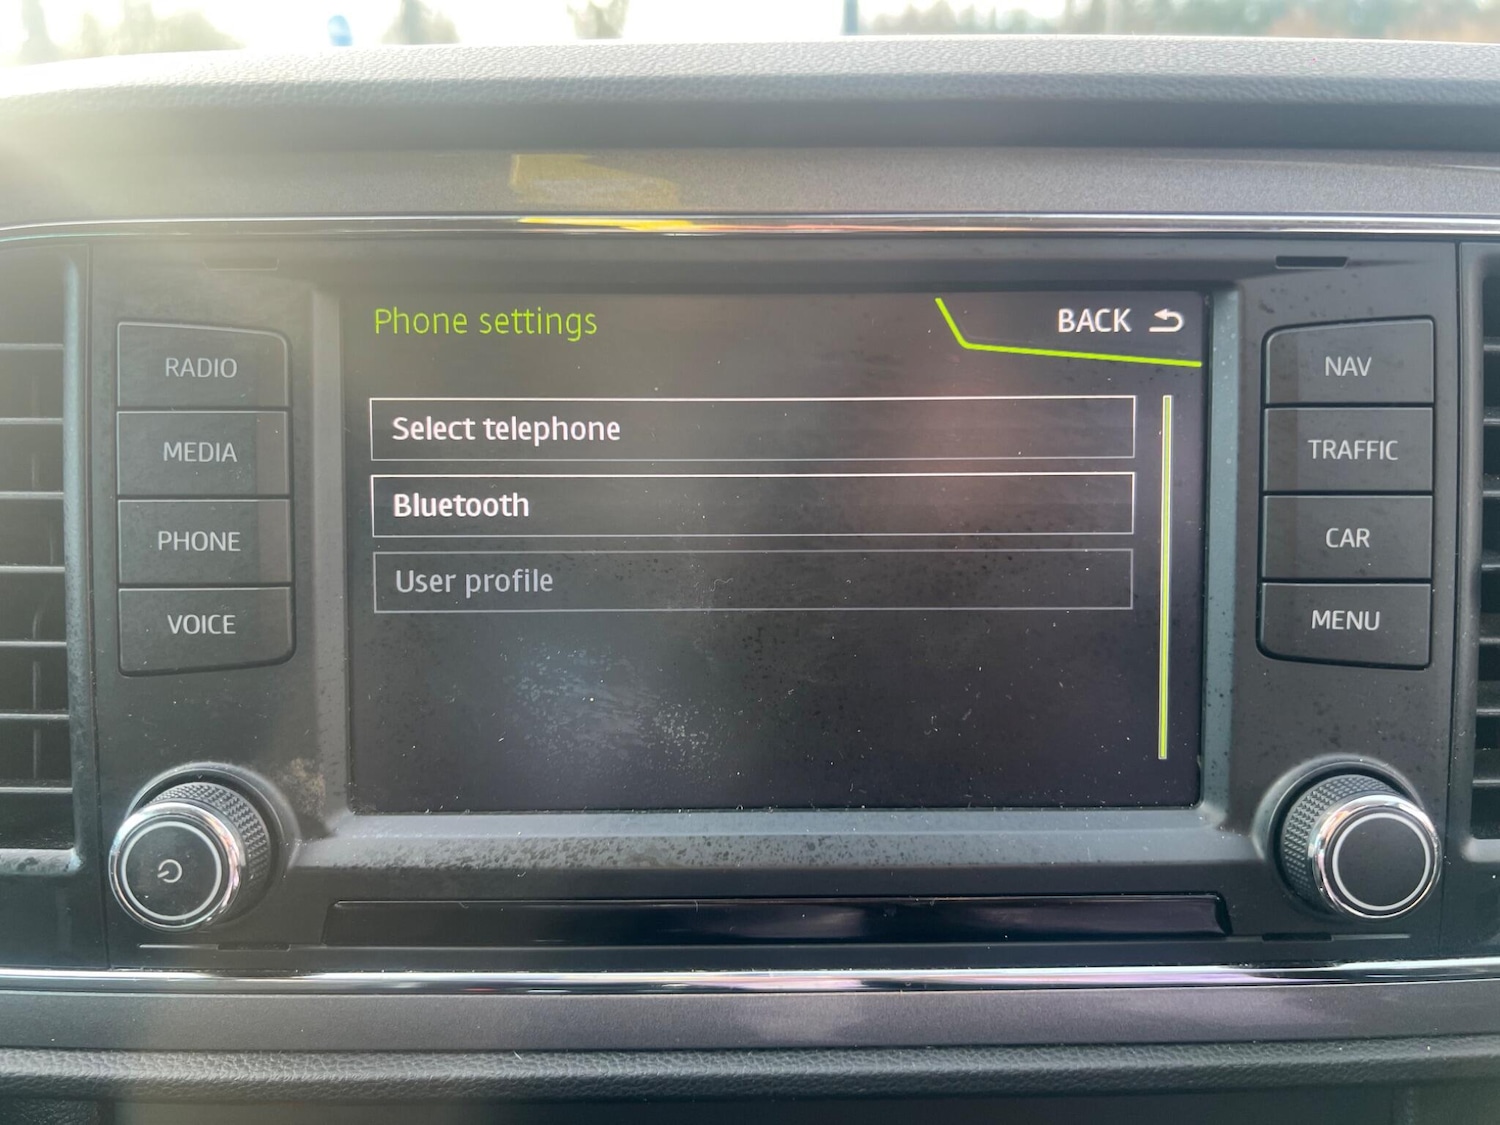 Phone settings
BACK
Select telephone
Bluetooth
User profile
RADIO
MEDIA
PHONE
VOICE
NAV
TRAFFIC
CAR
MENU